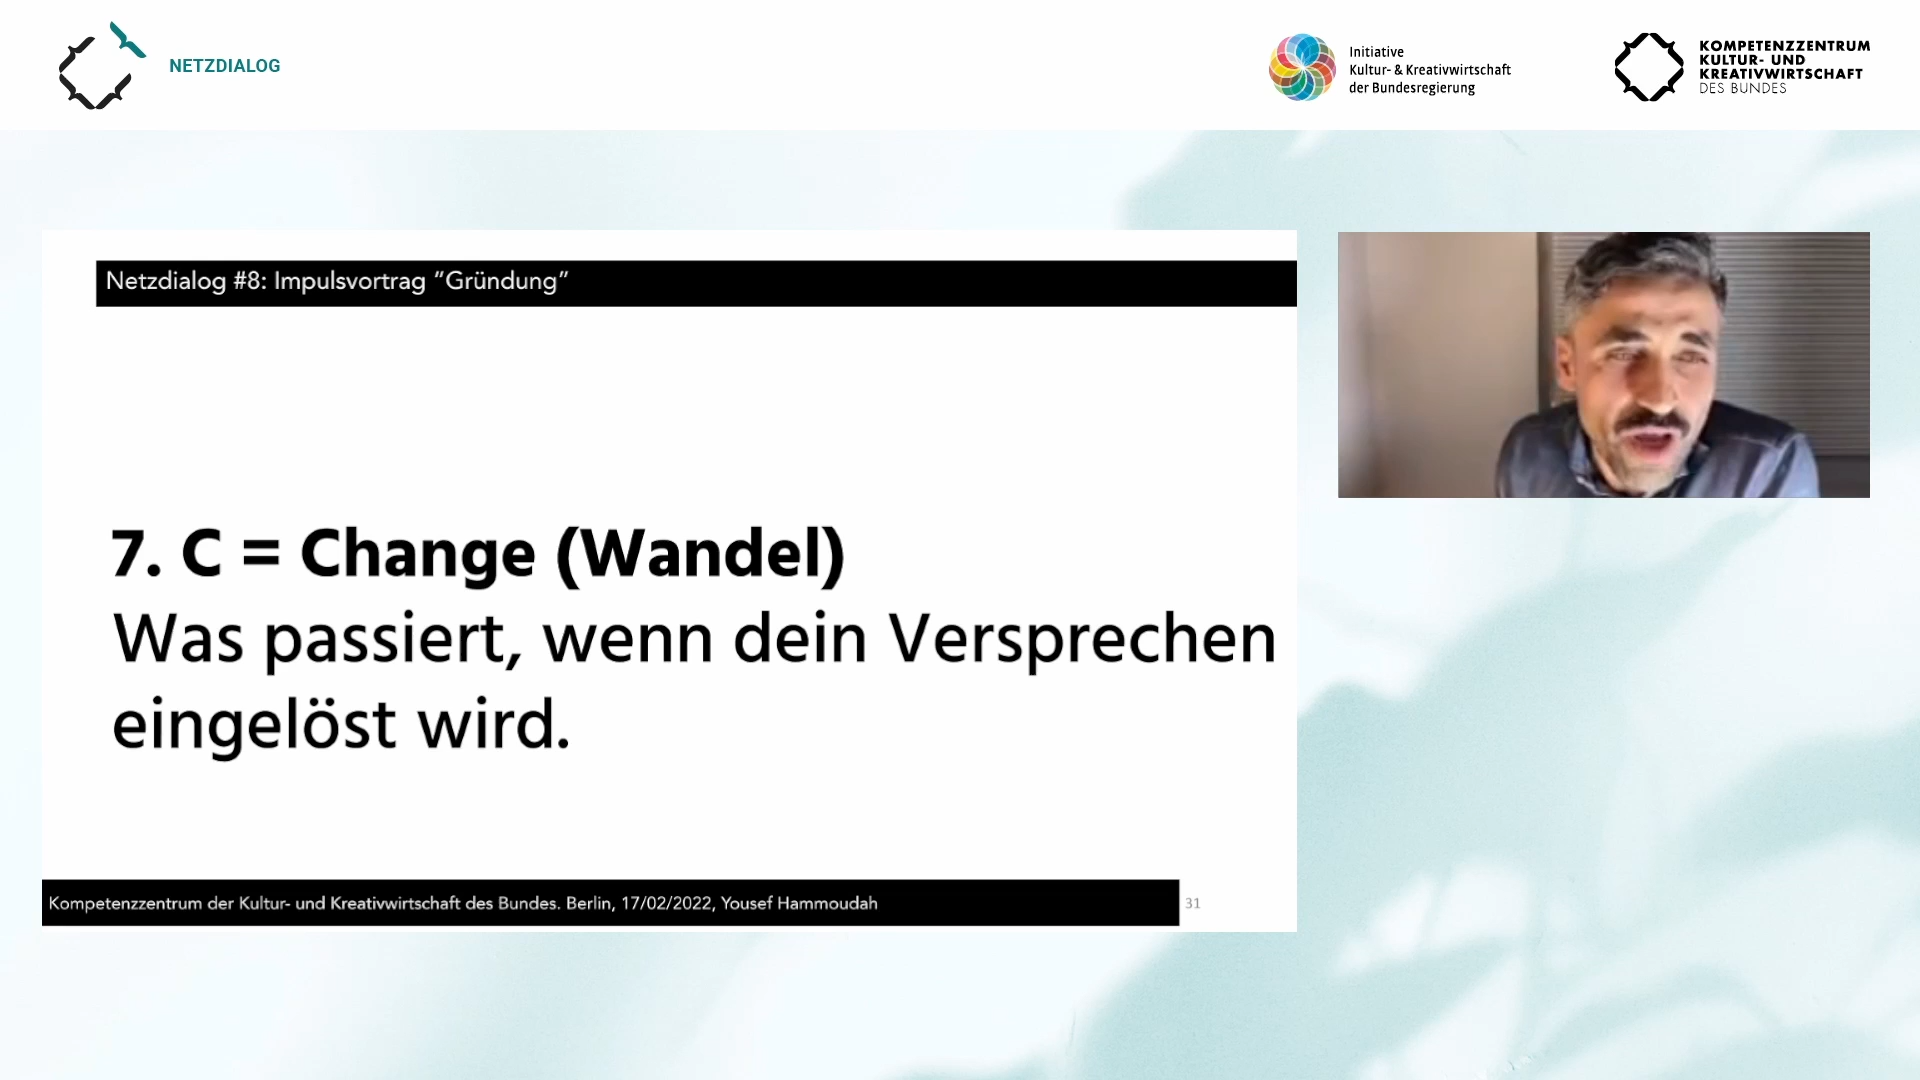 NETZDIALOG
Initiative
Kultur- & Kreativwirtschaft
der Bundesregierung
KOMPETENZZENTRUM
KULTUR- UND
KREATIVWIRTSCHAFT
DES BUNDES
Netzdialog #8: Impulsvortrag “Gründung”
7. C = Change (Wandel)
Was passiert, wenn dein Versprechen
eingelöst wird.
Kompetenzzentrum der Kultur- und Kreativwirtschaft des Bundes. Berlin, 17/02/2022, Yousef Hammoudah
31